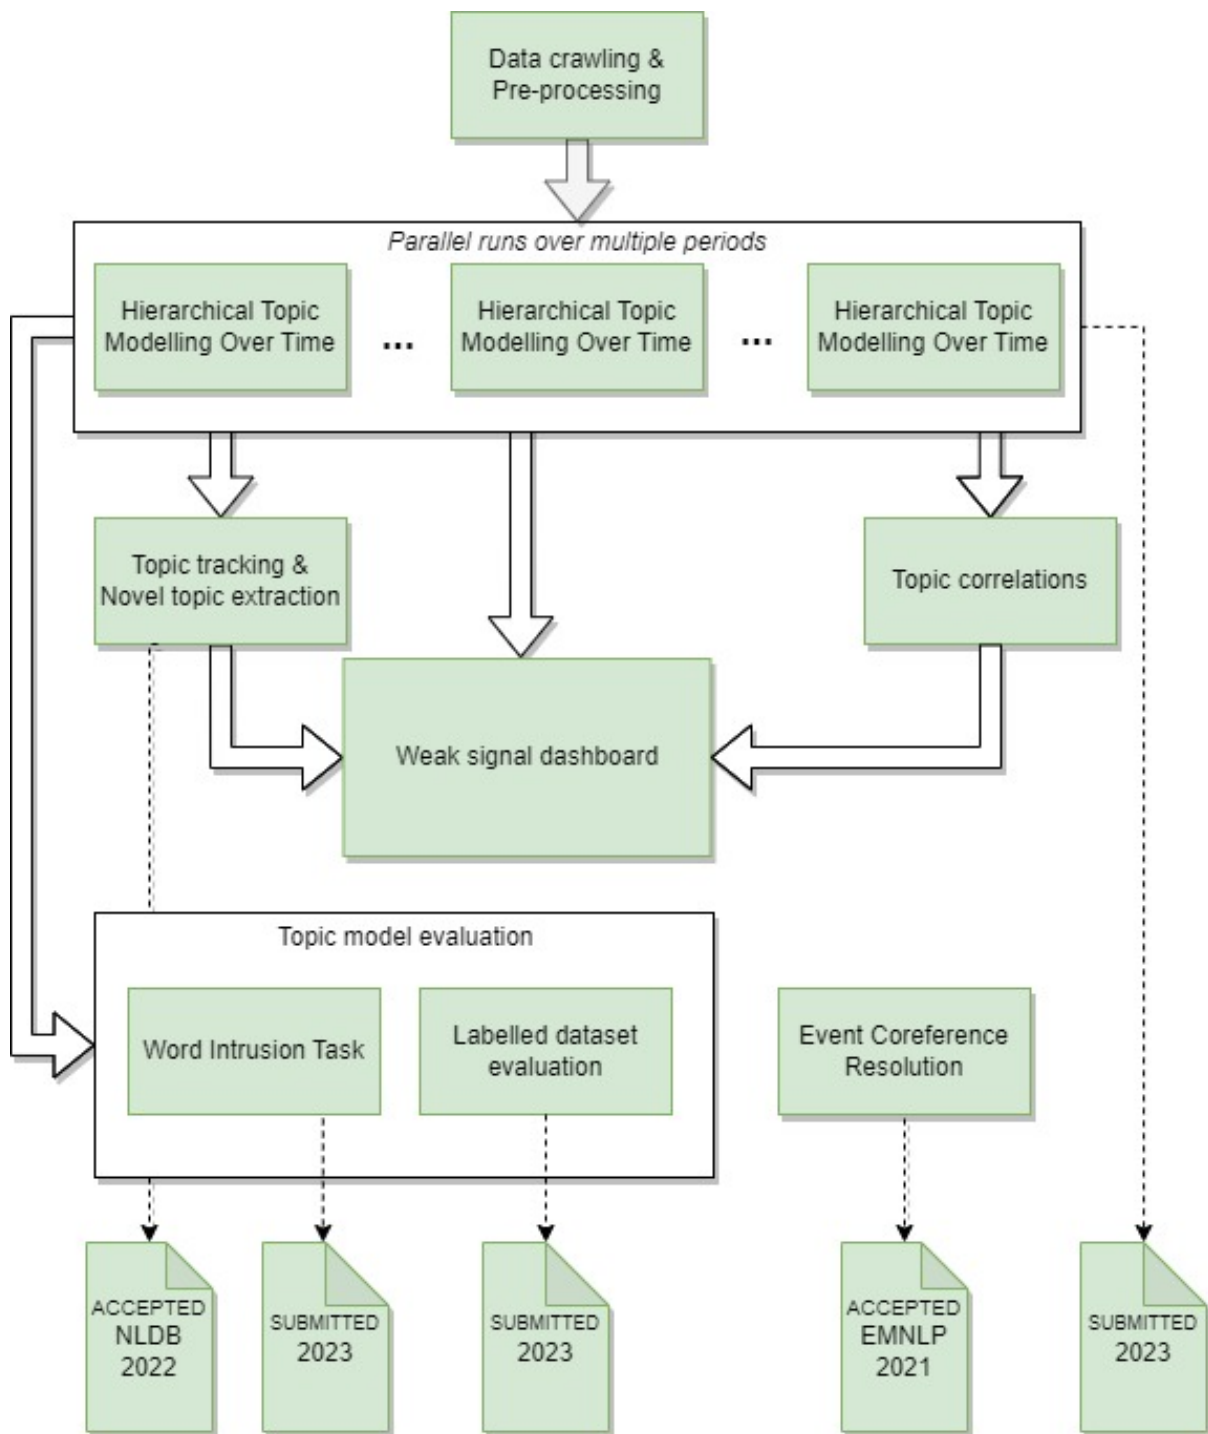 Data crawling &
Pre-processing
Parallel runs over multiple periods
Hierarchical Topic
Modelling Over Time
...
Hierarchical Topic
Modelling Over Time
...
Hierarchical Topic
Modelling Over Time
Topic tracking &
Novel topic extraction
Topic correlations
Weak signal dashboard
Topic model evaluation
Word Intrusion Task
Labelled dataset
evaluation
Event Coreference
Resolution
ACCEPTED
NLDB
2022
SUBMITTED
2023
SUBMITTED
2023
ACCEPTED
EMNLP
2021
SUBMITTED
2023